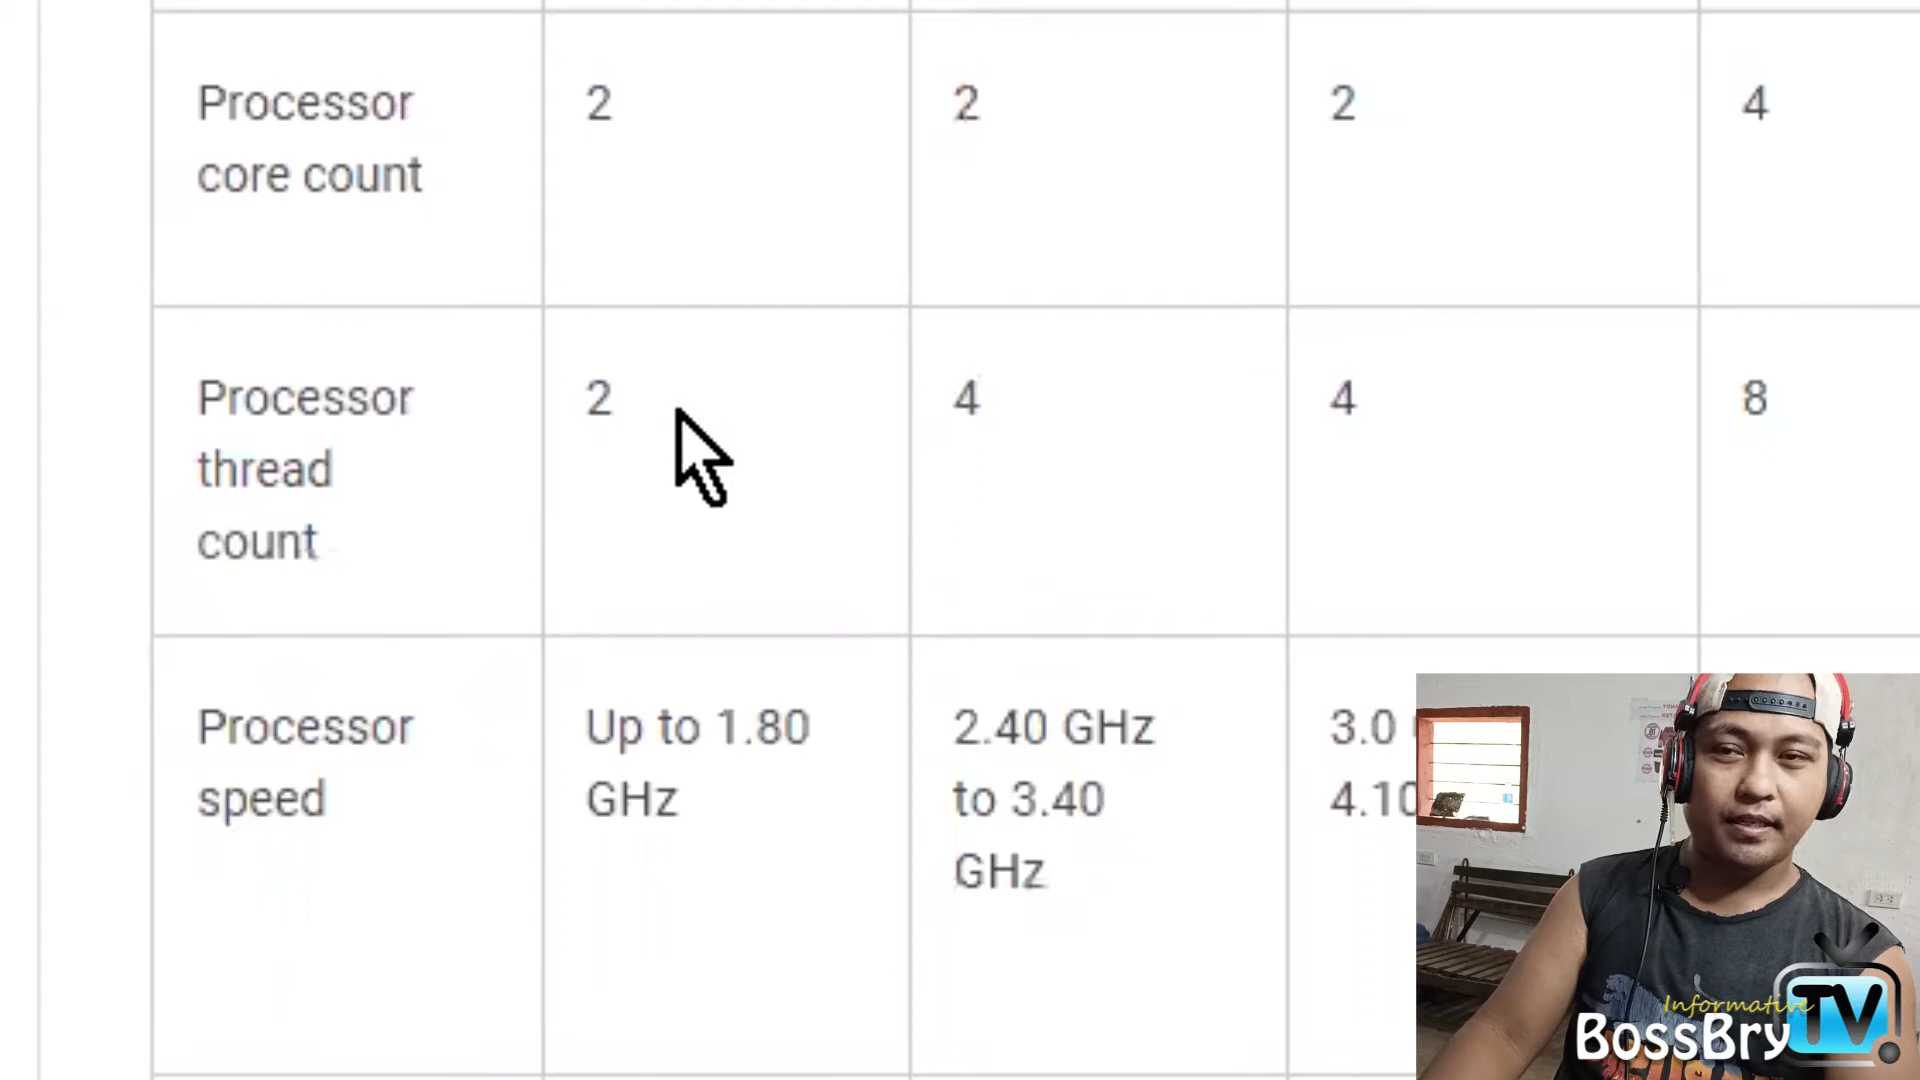 Processor
core count
2
2
2
4
Processor
thread
count
2
4
4
8
Processor
speed
Up to 1.80
GHz
2.40 GHz
to 3.40
GHz
3.0
4.10
Informative
BossBry TV